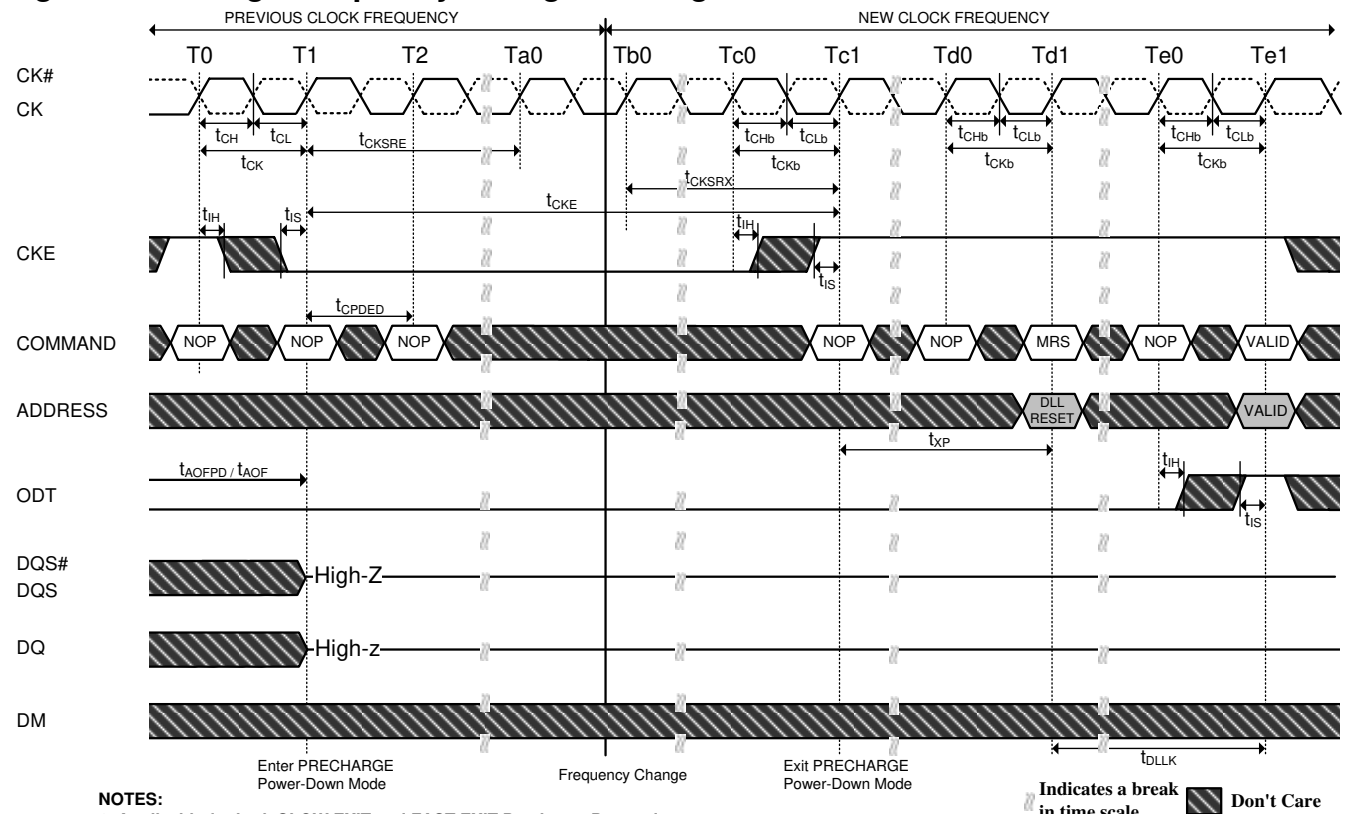 PREVIOUS CLOCK FREQUENCY NEW CLOCK FREQUENCY
T0 T1 T2 Ta0 Tb0 Tc0 Tc1 Td0 Td1 Te0 Te1
CK#
CK
tCH tCL tCKSRE tCHb tCLb tCHb tCLb tCHb tCLb
tCK tCKb tCKb tCKb
tCKSRX
tCKE
tIH tIS tIH
CKE
tIS
tCPDED
COMMAND NOP NOP NOP NOP NOP MRS NOP VALID
ADDRESS DLL RESET VALID
tXP
tAOFPD / tAOF tIH
ODT
tIS
DQS#
DQS
High-Z
DQ High-z
DM
tDLLK
Enter PRECHARGE
Power-Down Mode
Frequency Change
Exit PRECHARGE
Power-Down Mode
NOTES:
Indicates a break
in time scale
Don't Care